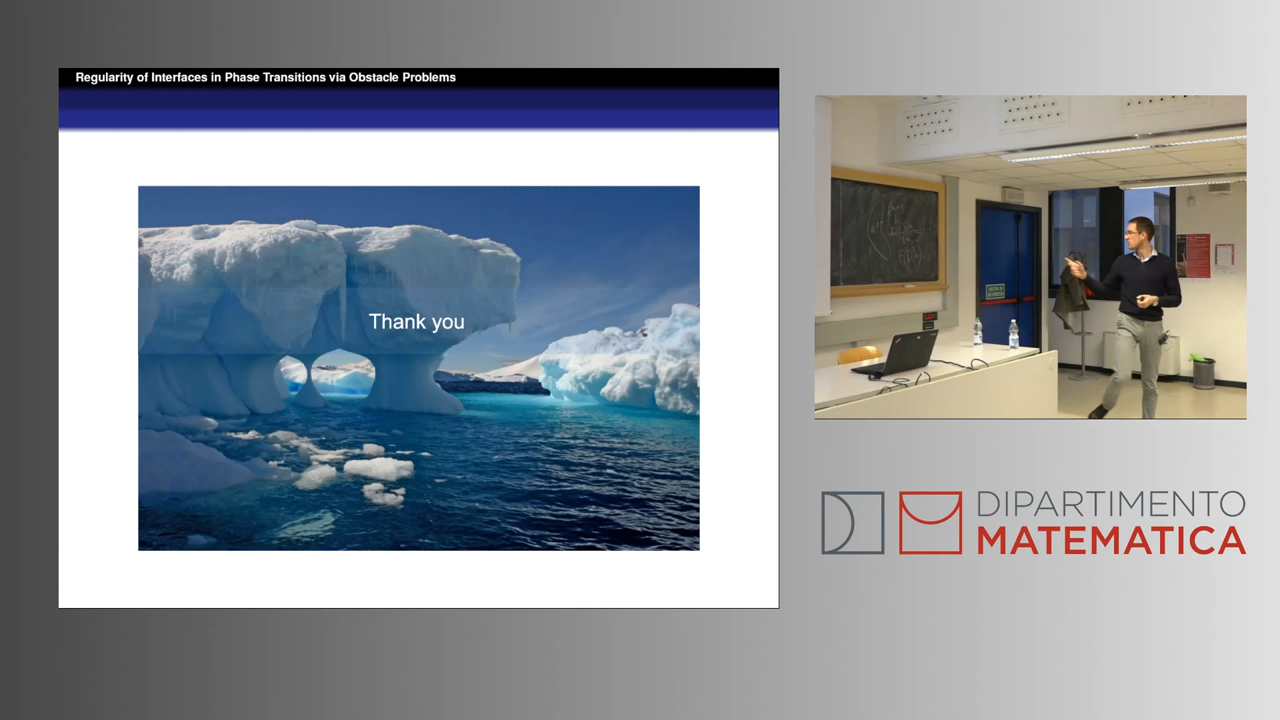 Regularity of Interfaces in Phase Transitions via Obstacle Problems
Thank you
DIPARTIMENTO
MATEMATICA